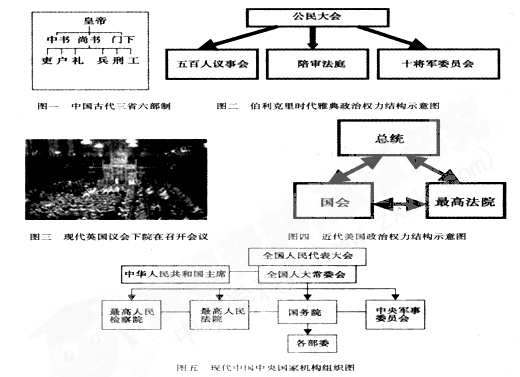 皇帝
中书 尚书 门下
吏 户 礼 兵 刑 工
图一 中国古代三省六部制
公民大会
五百人议事会 陪审法庭 十将军委员会
图二 伯利克里时代雅典政治权力结构示意图
图三 现代英国议会下院在召开会议
总统
国会 最高法院
图四 近代美国政治权力结构示意图
全国人民代表大会
中华人民共和国主席 全国人大常委会
最高人民检察院 最高人民法院 国务院 中央军事委员会
各部委
图五 现代中国中央国家机构组织图